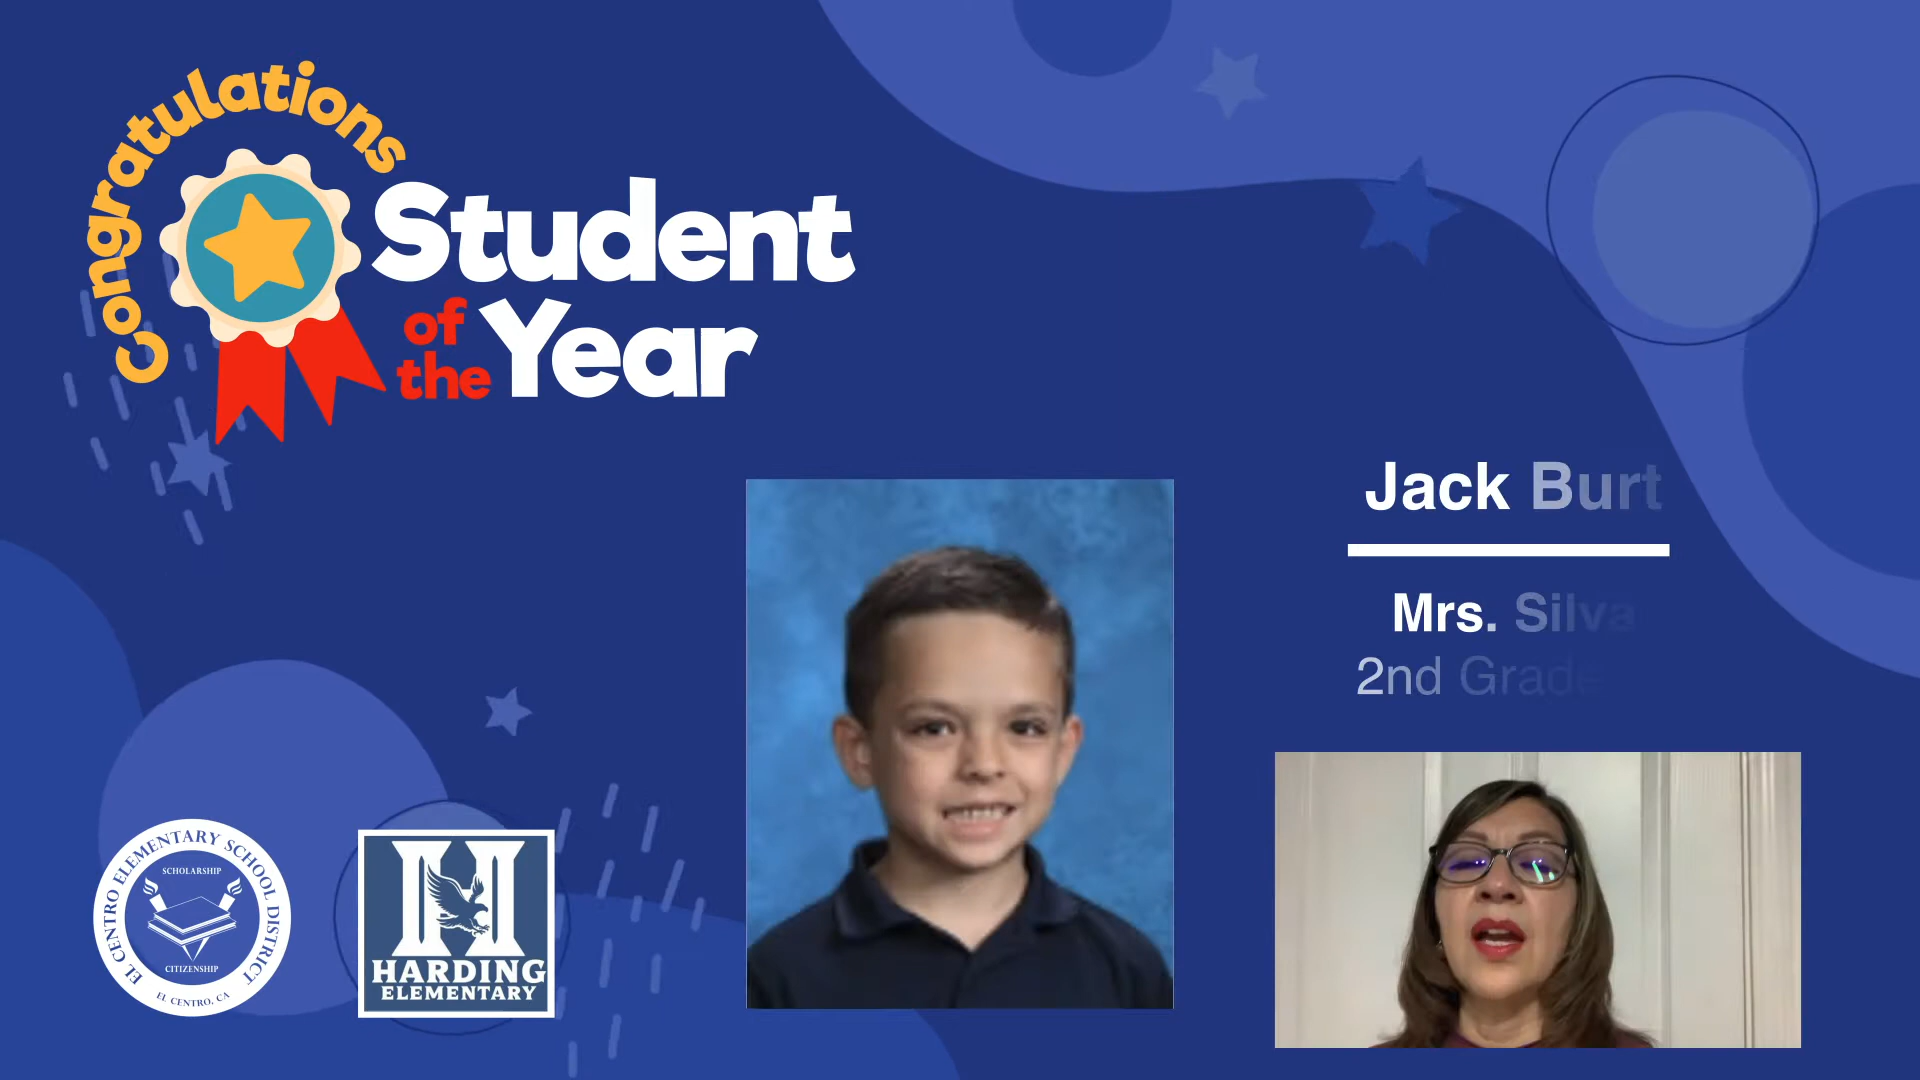 Congratulations
Student
of the Year
Jack Burt
Mrs. Silva
2nd Grade
EL CENTRO ELEMENTARY SCHOOL DISTRICT
SCHOLARSHIP
CITIZENSHIP
EL CENTRO, CA
H
HARDING
ELEMENTARY